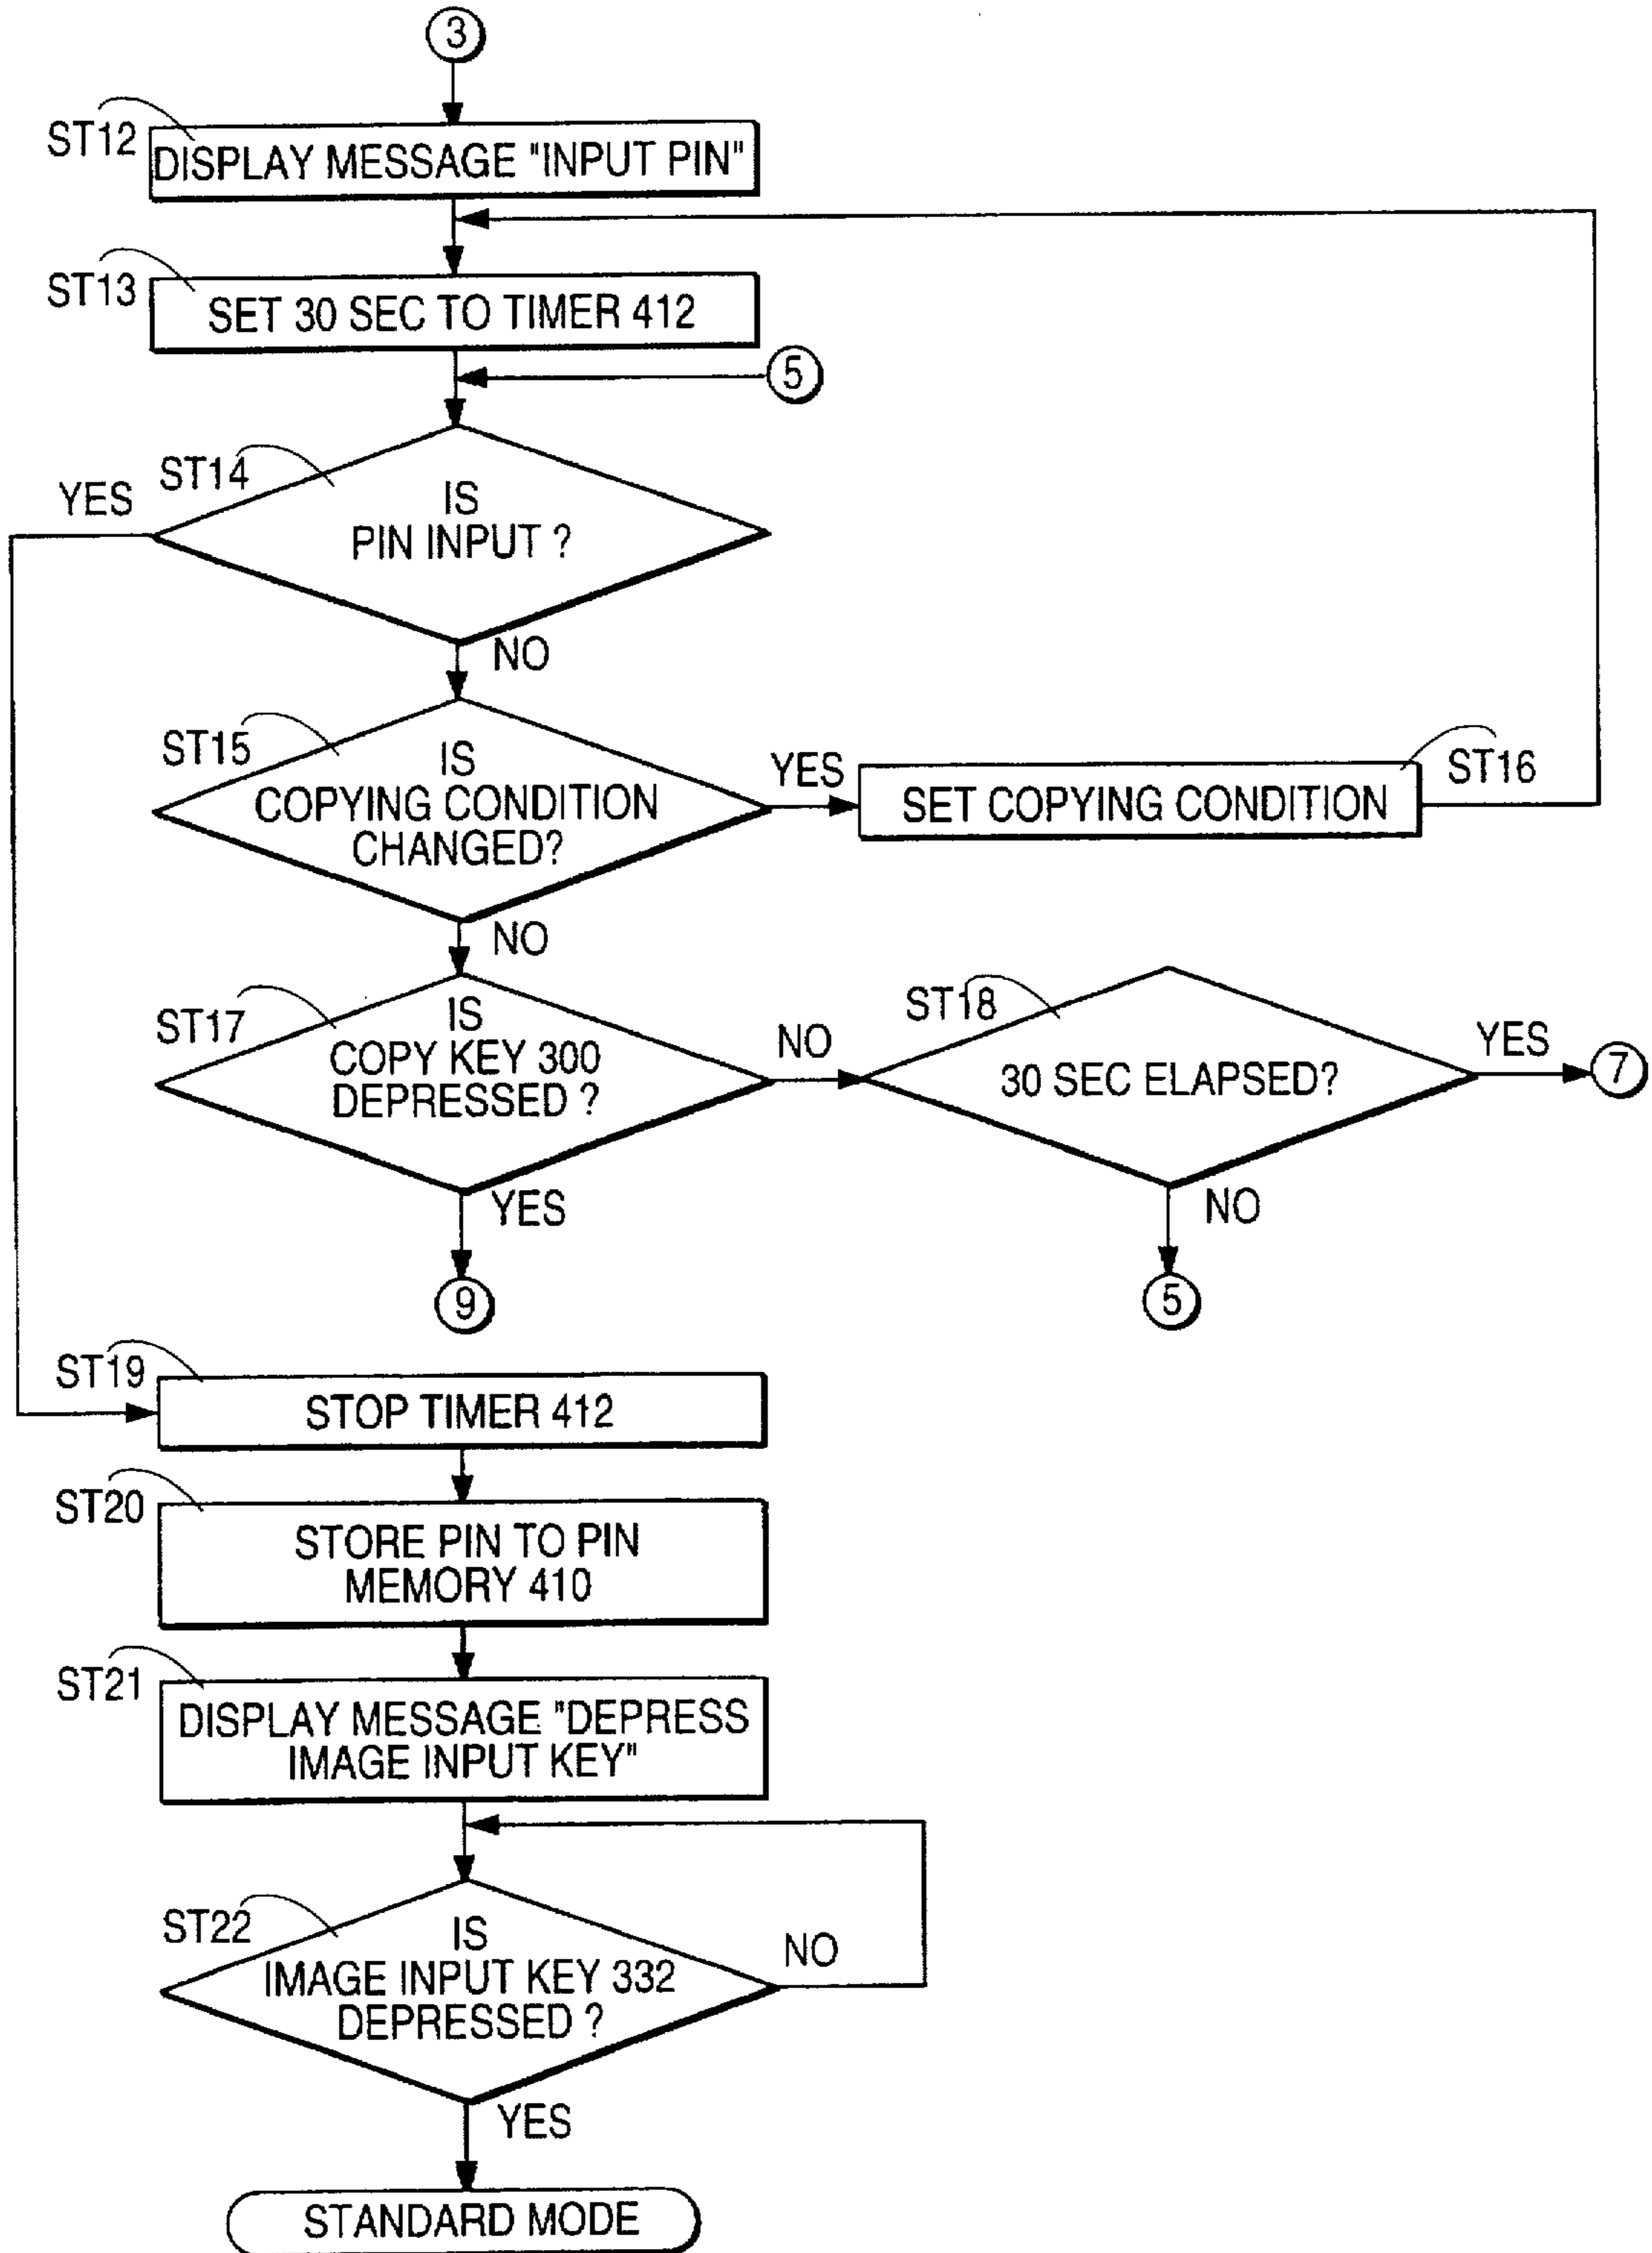 3
ST12
DISPLAY MESSAGE "INPUT PIN"
ST13
SET 30 SEC TO TIMER 412
5
ST14
YES
IS
PIN INPUT ?
NO
ST15
IS
COPYING CONDITION
CHANGED?
YES
SET COPYING CONDITION
ST16
NO
ST17
IS
COPY KEY 300
DEPRESSED ?
NO
ST18
30 SEC ELAPSED?
YES
7
YES
NO
9
5
ST19
STOP TIMER 412
ST20
STORE PIN TO PIN
MEMORY 410
ST21
DISPLAY MESSAGE "DEPRESS
IMAGE INPUT KEY"
ST22
IS
IMAGE INPUT KEY 332
DEPRESSED ?
NO
YES
STANDARD MODE